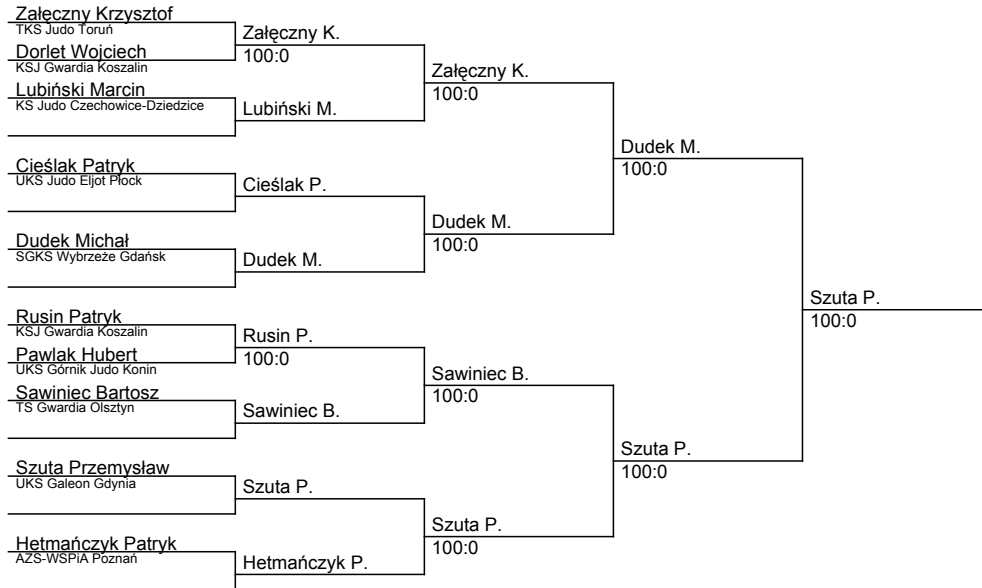 Załęczny Krzysztof
TKS Judo Toruń
Dorlet Wojciech
KSJ Gwardia Koszalin
Lubiński Marcin
KS Judo Czechowice-Dziedzice
Cieślak Patryk
UKS Judo Eljot Płock
Dudek Michał
SGKS Wybrzeże Gdańsk
Rusin Patryk
KSJ Gwardia Koszalin
Pawlak Hubert
UKS Górnik Judo Konin
Sawiniec Bartosz
TS Gwardia Olsztyn
Szuta Przemysław
UKS Galeon Gdynia
Hetmańczyk Patryk
AZS-WSPiA Poznań
Załęczny K.
100:0
Lubiński M.
Cieślak P.
Dudek M.
Rusin P.
100:0
Sawiniec B.
Szuta P.
Hetmańczyk P.
Załęczny K.
100:0
Dudek M.
100:0
Sawiniec B.
100:0
Szuta P.
100:0
Dudek M.
100:0
Szuta P.
100:0
Szuta P.
100:0